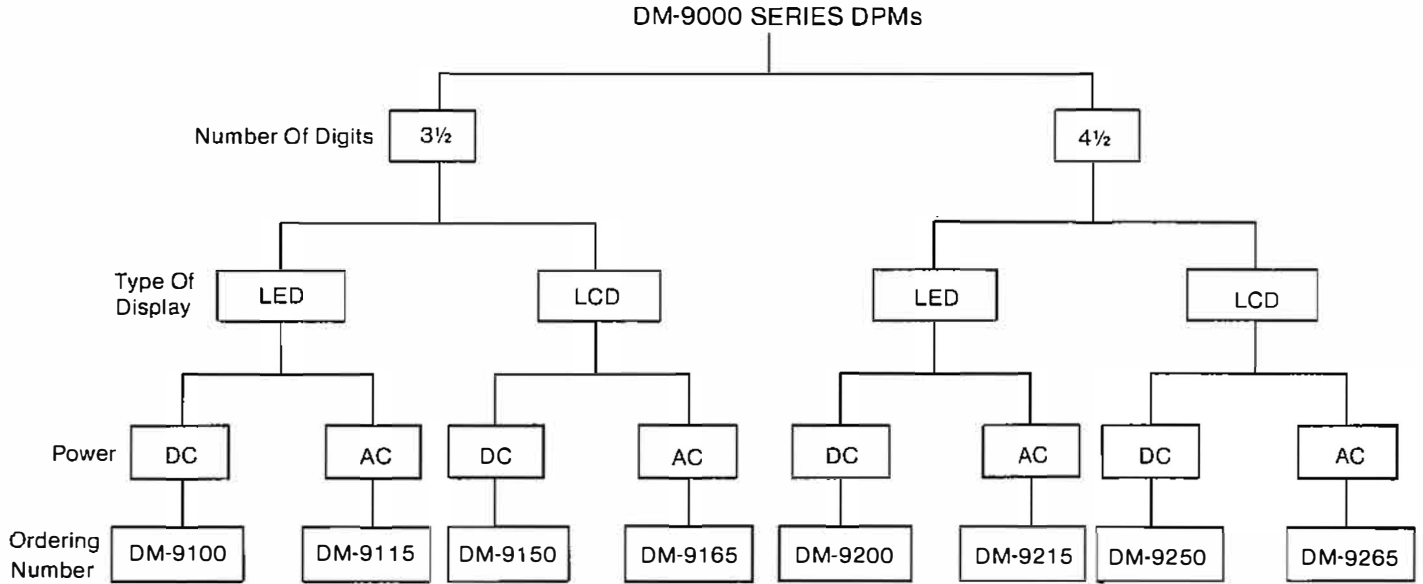 DM-9000 SERIES DPMs
Number Of Digits
3½
4½
Type Of
Display
LED
LCD
LED
LCD
Power
DC
AC
DC
AC
DC
AC
DC
AC
Ordering
Number
DM-9100
DM-9115
DM-9150
DM-9165
DM-9200
DM-9215
DM-9250
DM-9265